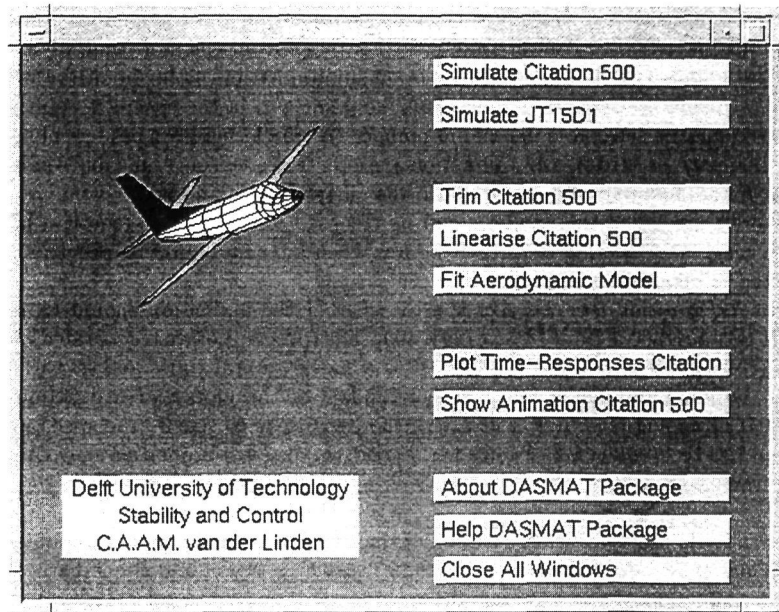 Simulate Citation 500
Simulate JT15D1
Trim Citation 500
Linearise Citation 500
Fit Aerodynamic Model
Plot Time-Responses Citation
Show Animation Citation 500
Delft University of Technology
Stability and Control
C.A.A.M. van der Linden
About DASMAT Package
Help DASMAT Package
Close All Windows